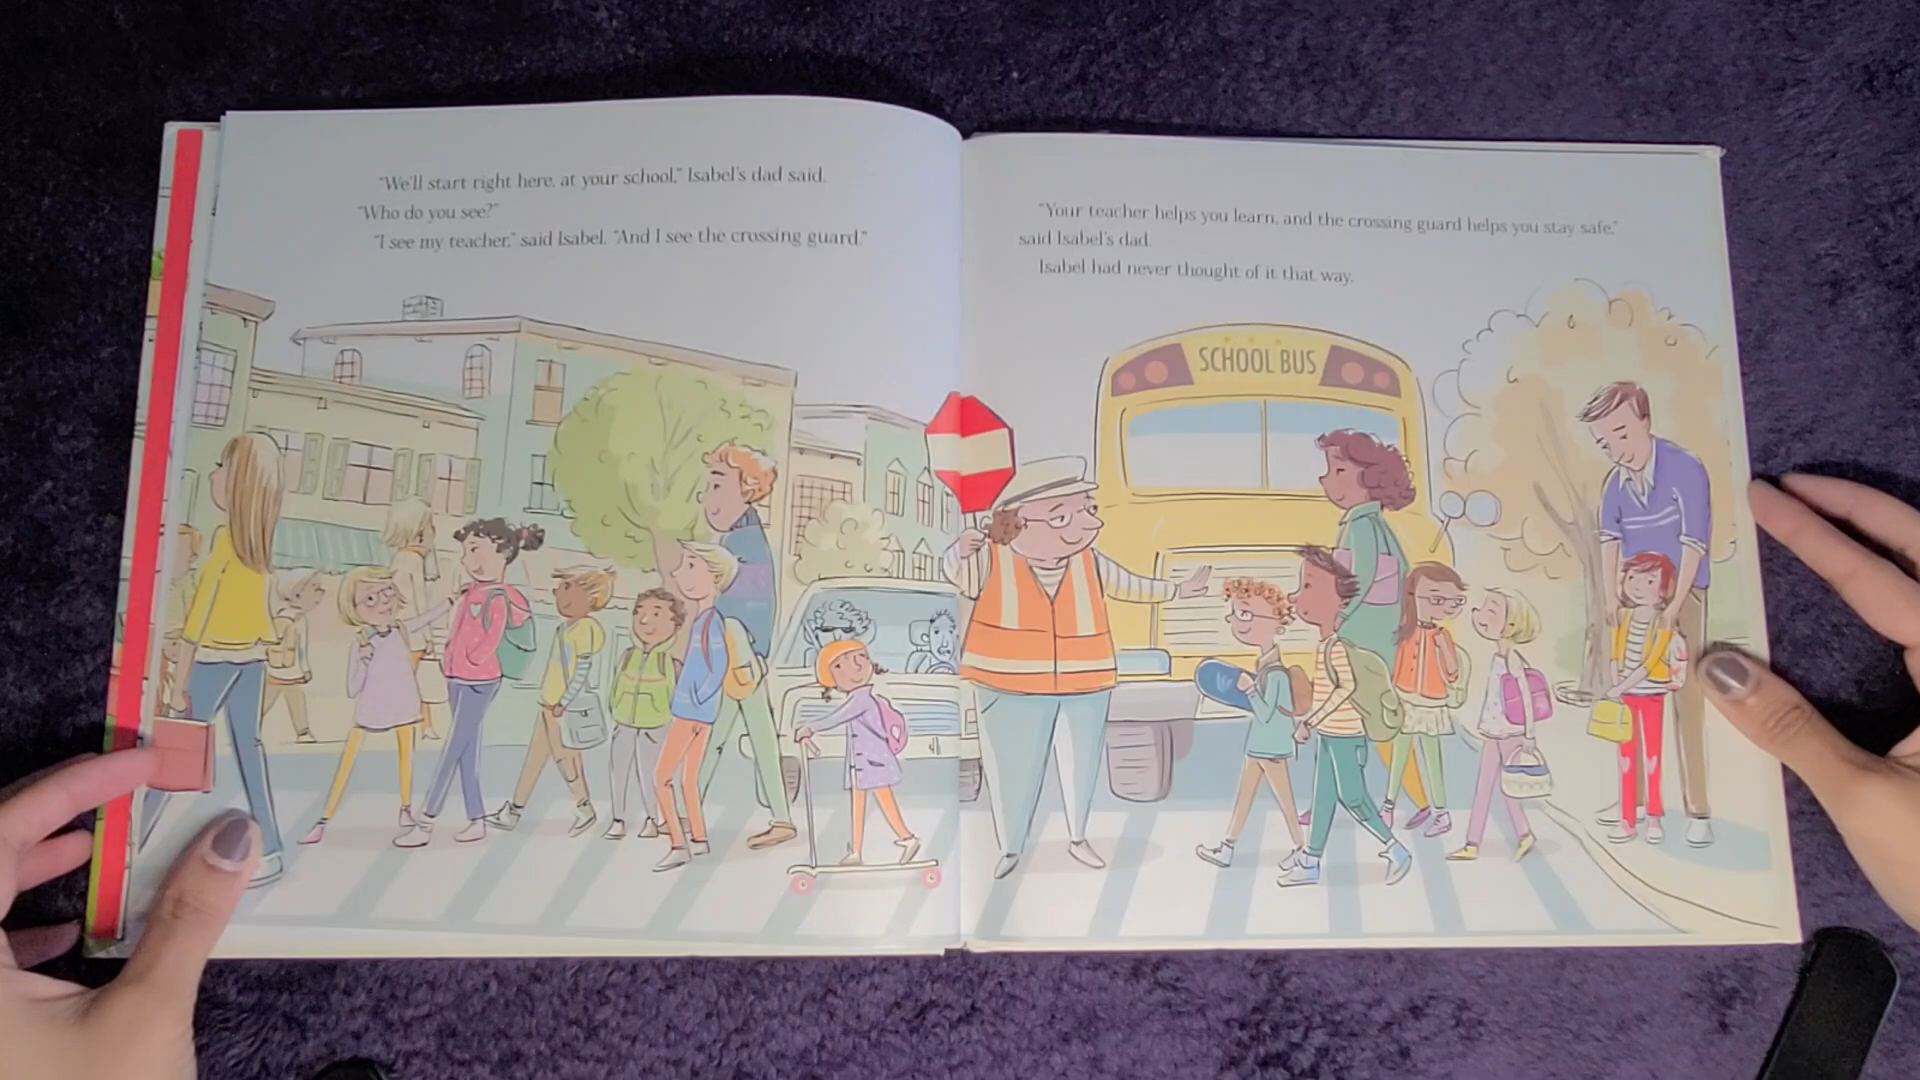 "We'll start right here, at your school," Isabel's dad said.
"Who do you see?"
"I see my teacher," said Isabel. "And I see the crossing guard."
"Your teacher helps you learn, and the crossing guard helps you stay safe,"
said Isabel's dad.
Isabel had never thought of it that way.
SCHOOL BUS